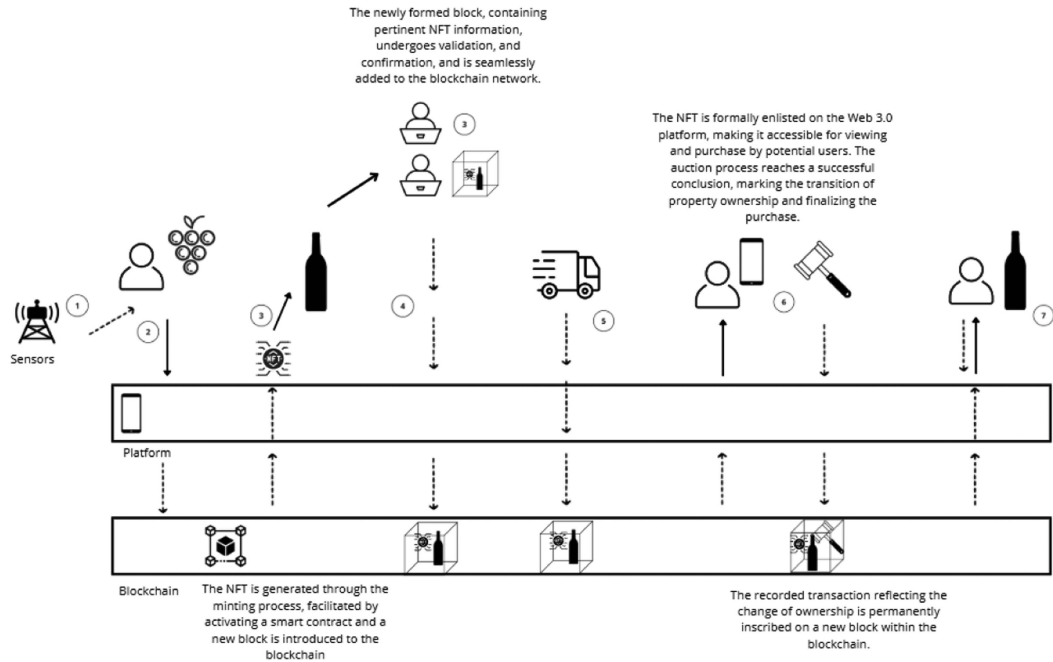 The newly formed block, containing
pertinent NFT information,
undergoes validation, and
confirmation, and is seamlessly
added to the blockchain network.
3
The NFT is formally enlisted on the Web 3.0
platform, making it accessible for viewing
and purchase by potential users. The
auction process reaches a successful
conclusion, marking the transition of
property ownership and finalizing the
purchase.
1
2
3
4
5
6
7
Sensors
NFT
Platform
Blockchain
The NFT is generated through the
minting process, facilitated by
activating a smart contract and a
new block is introduced to the
blockchain
The recorded transaction reflecting the
change of ownership is permanently
inscribed on a new block within the
blockchain.